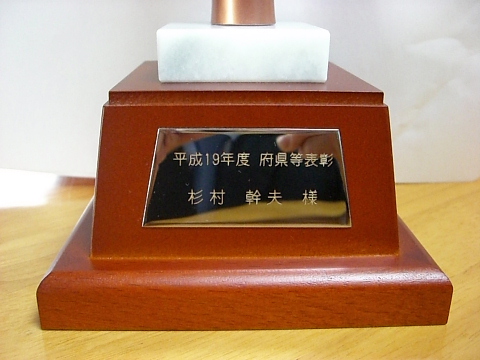 平成19年度 府県等表彰
杉村 幹夫 様